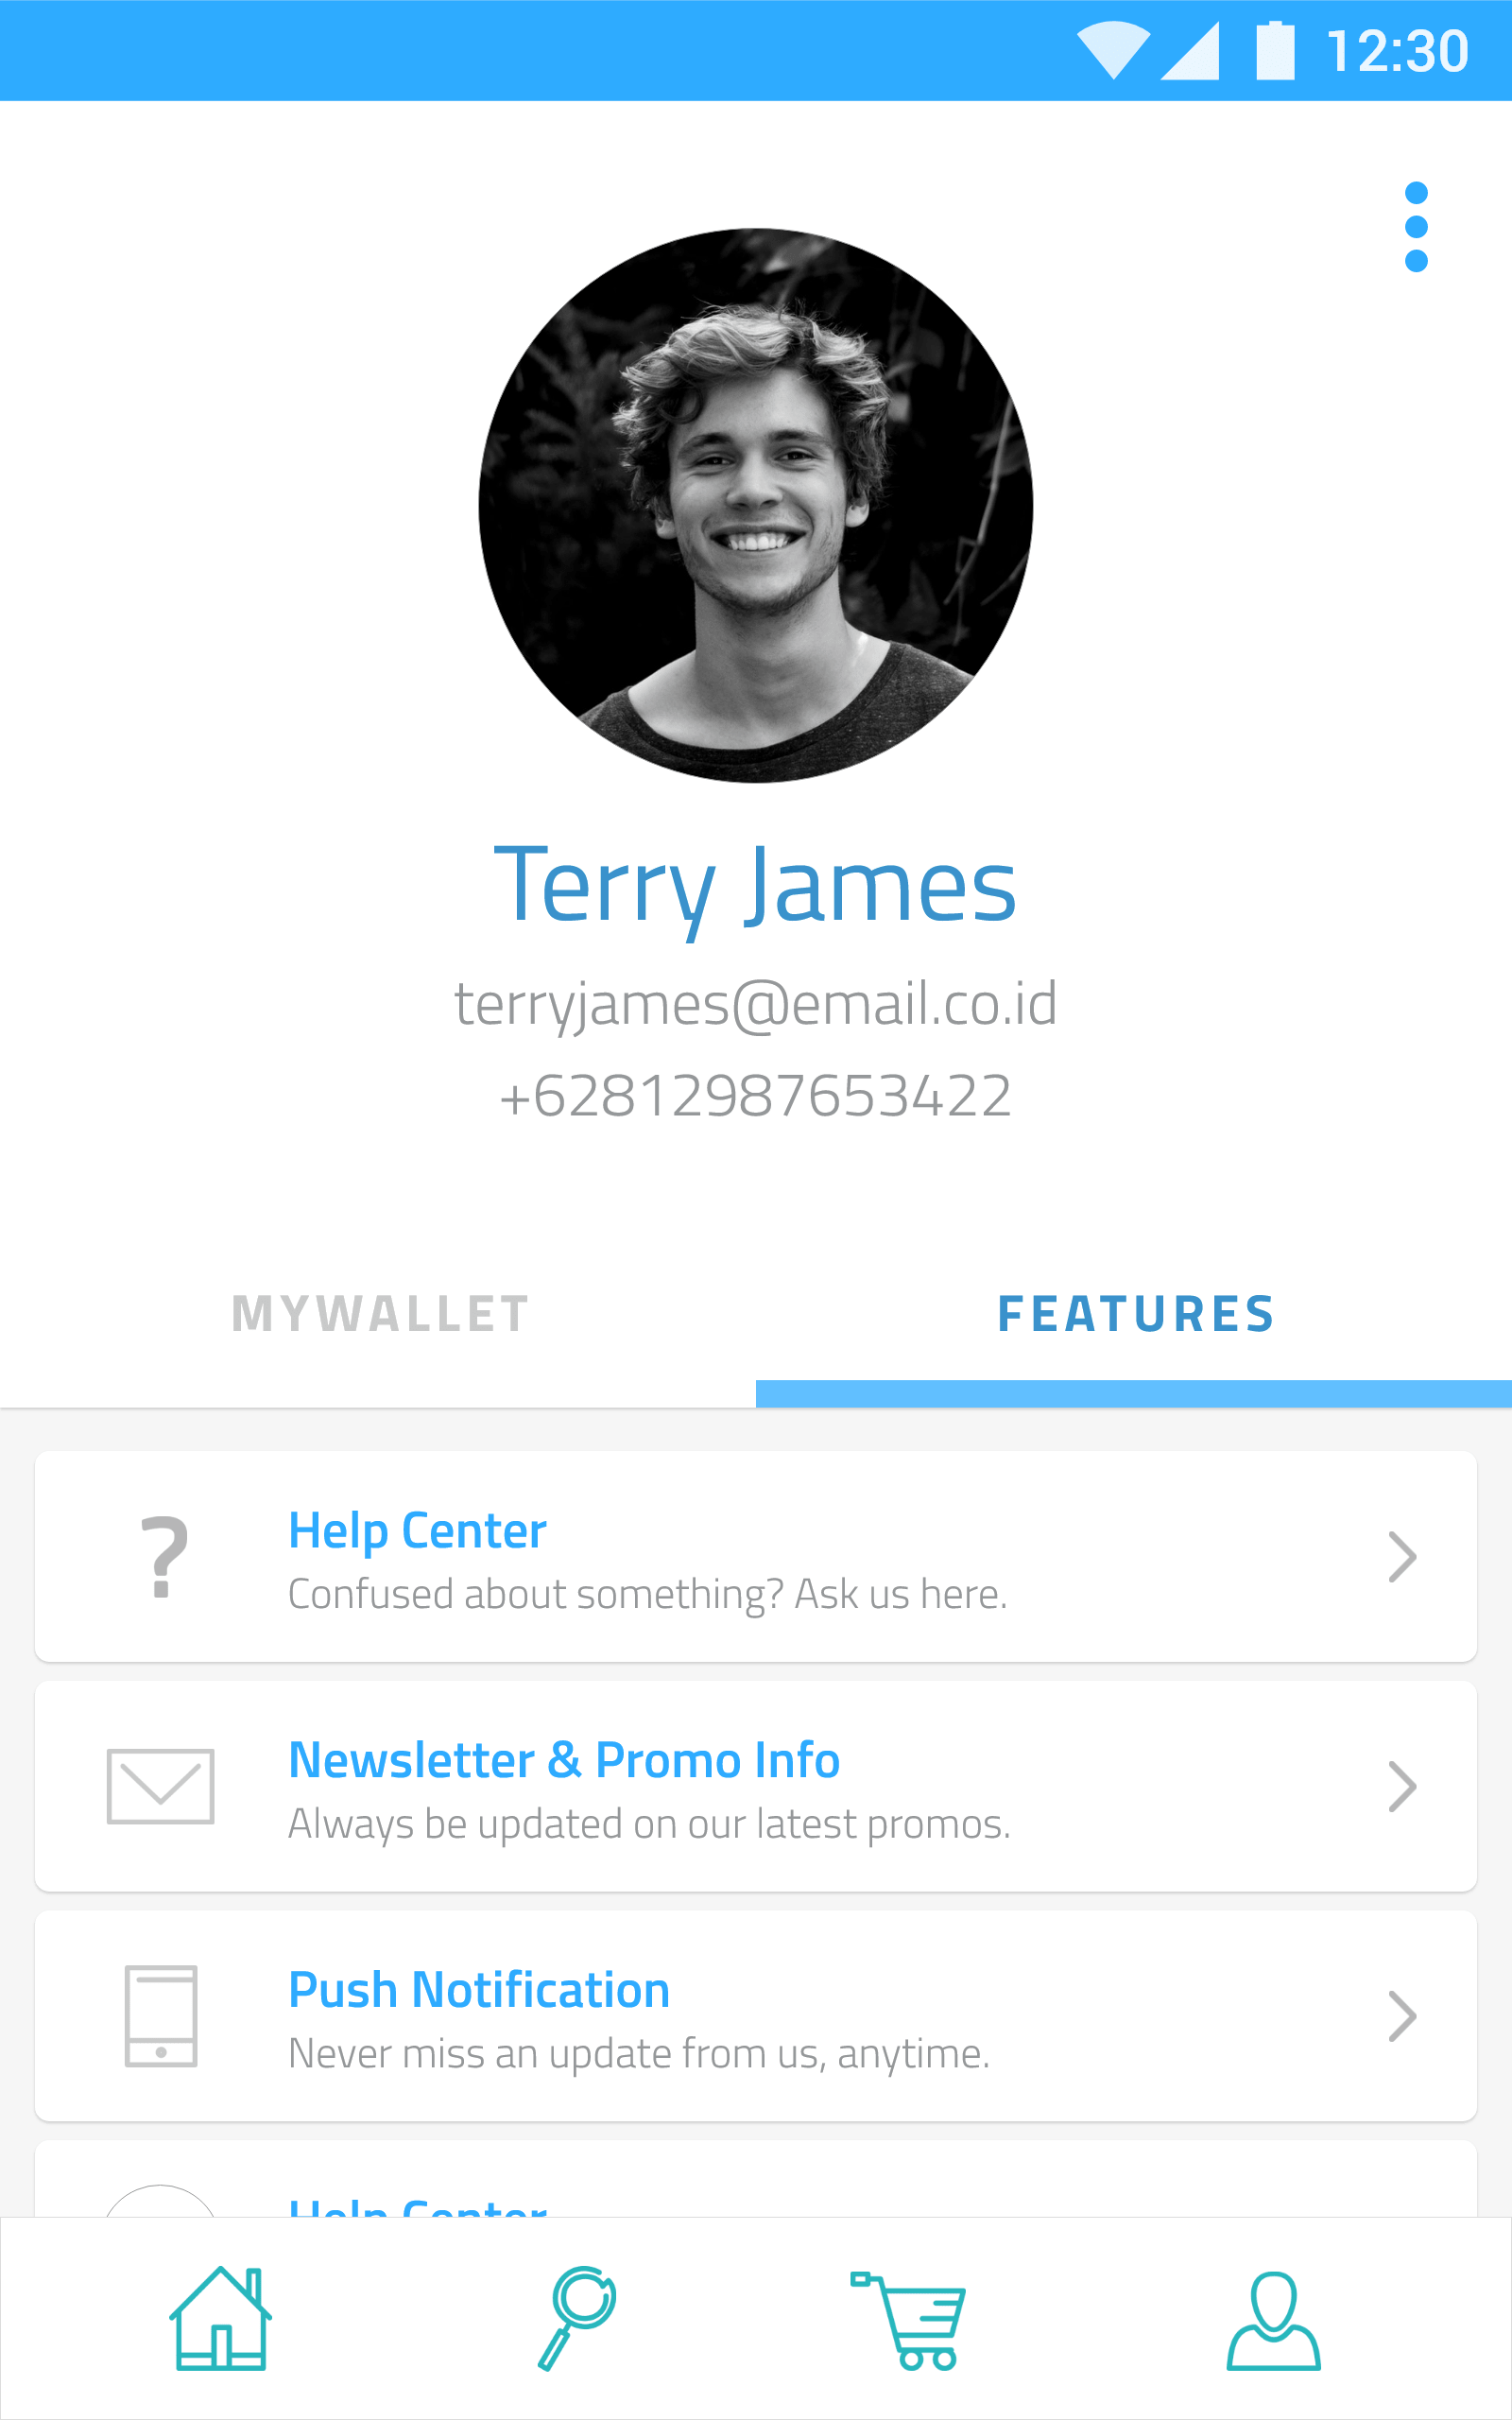 12:30
Terry James
terryjames@email.co.id
+62812987653422
MYWALLET FEATURES
?
Help Center
Confused about something? Ask us here.
Newsletter & Promo Info
Always be updated on our latest promos.
Push Notification
Never miss an update from us, anytime.
Help Center